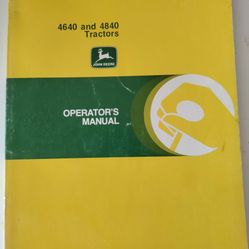 4640 and 4840
Tractors
JOHN DEERE
OPERATOR'S
MANUAL